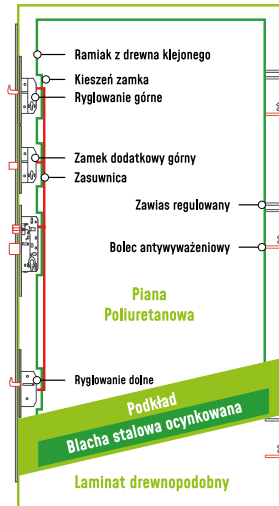 Ramiak z drewna klejonego
Kieszeń zamka
Ryglowanie górne
Zamek dodatkowy górny
Zasuwnica
Zawias regulowany
Bolec antywyważeniowy
Piana
Poliuretanowa
Ryglowanie dolne
Podkład
Blacha stalowa ocynkowana
Laminat drewnopodobny